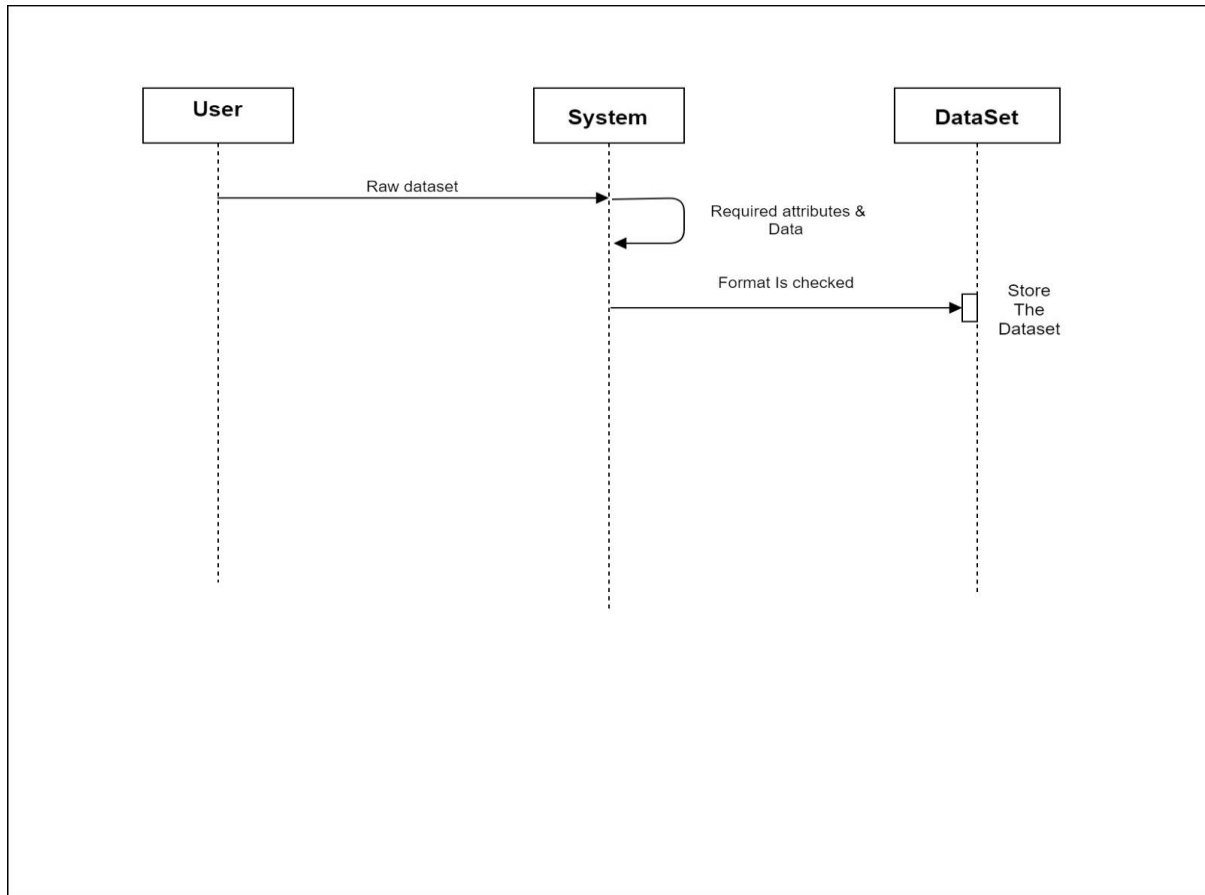 User
System
DataSet
Raw dataset
Required attributes &
Data
Format Is checked
Store
The
Dataset